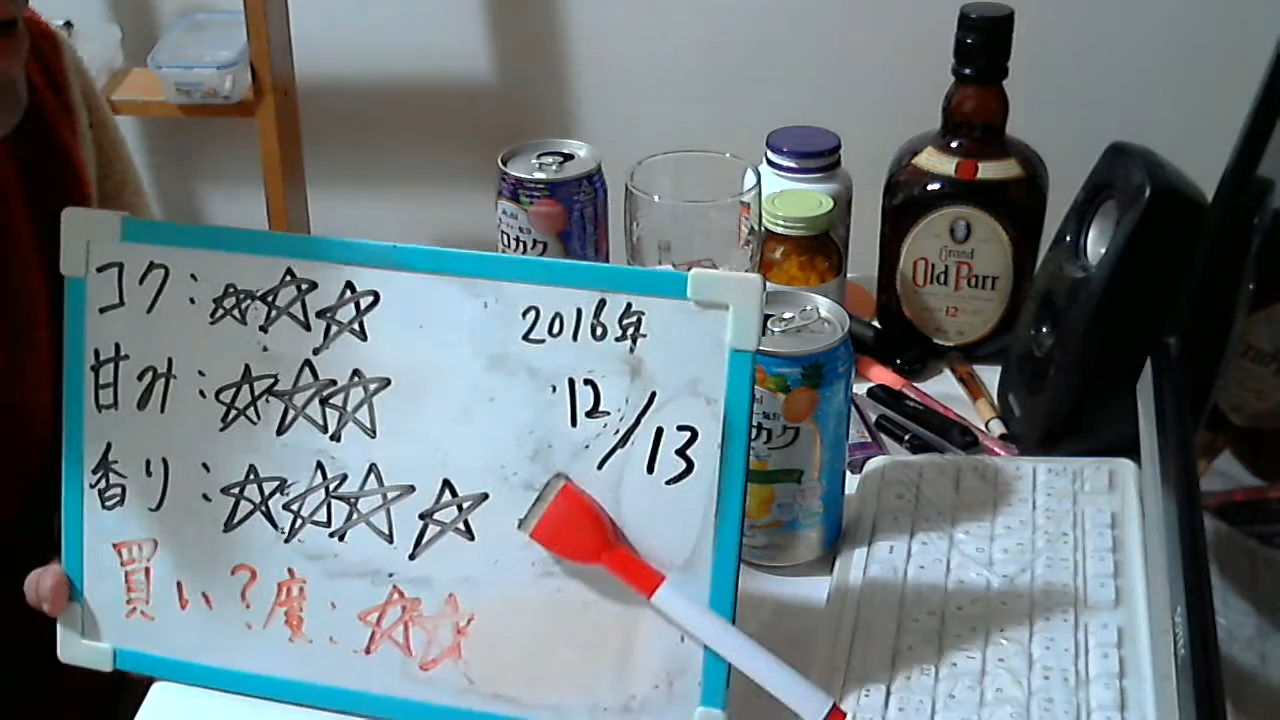 コク:☆☆☆
甘み:☆☆☆
香り:☆☆☆☆
買い?度:☆☆
2016年
12/13
Asahi
ロカク
カク
Grand
Old Parr
12